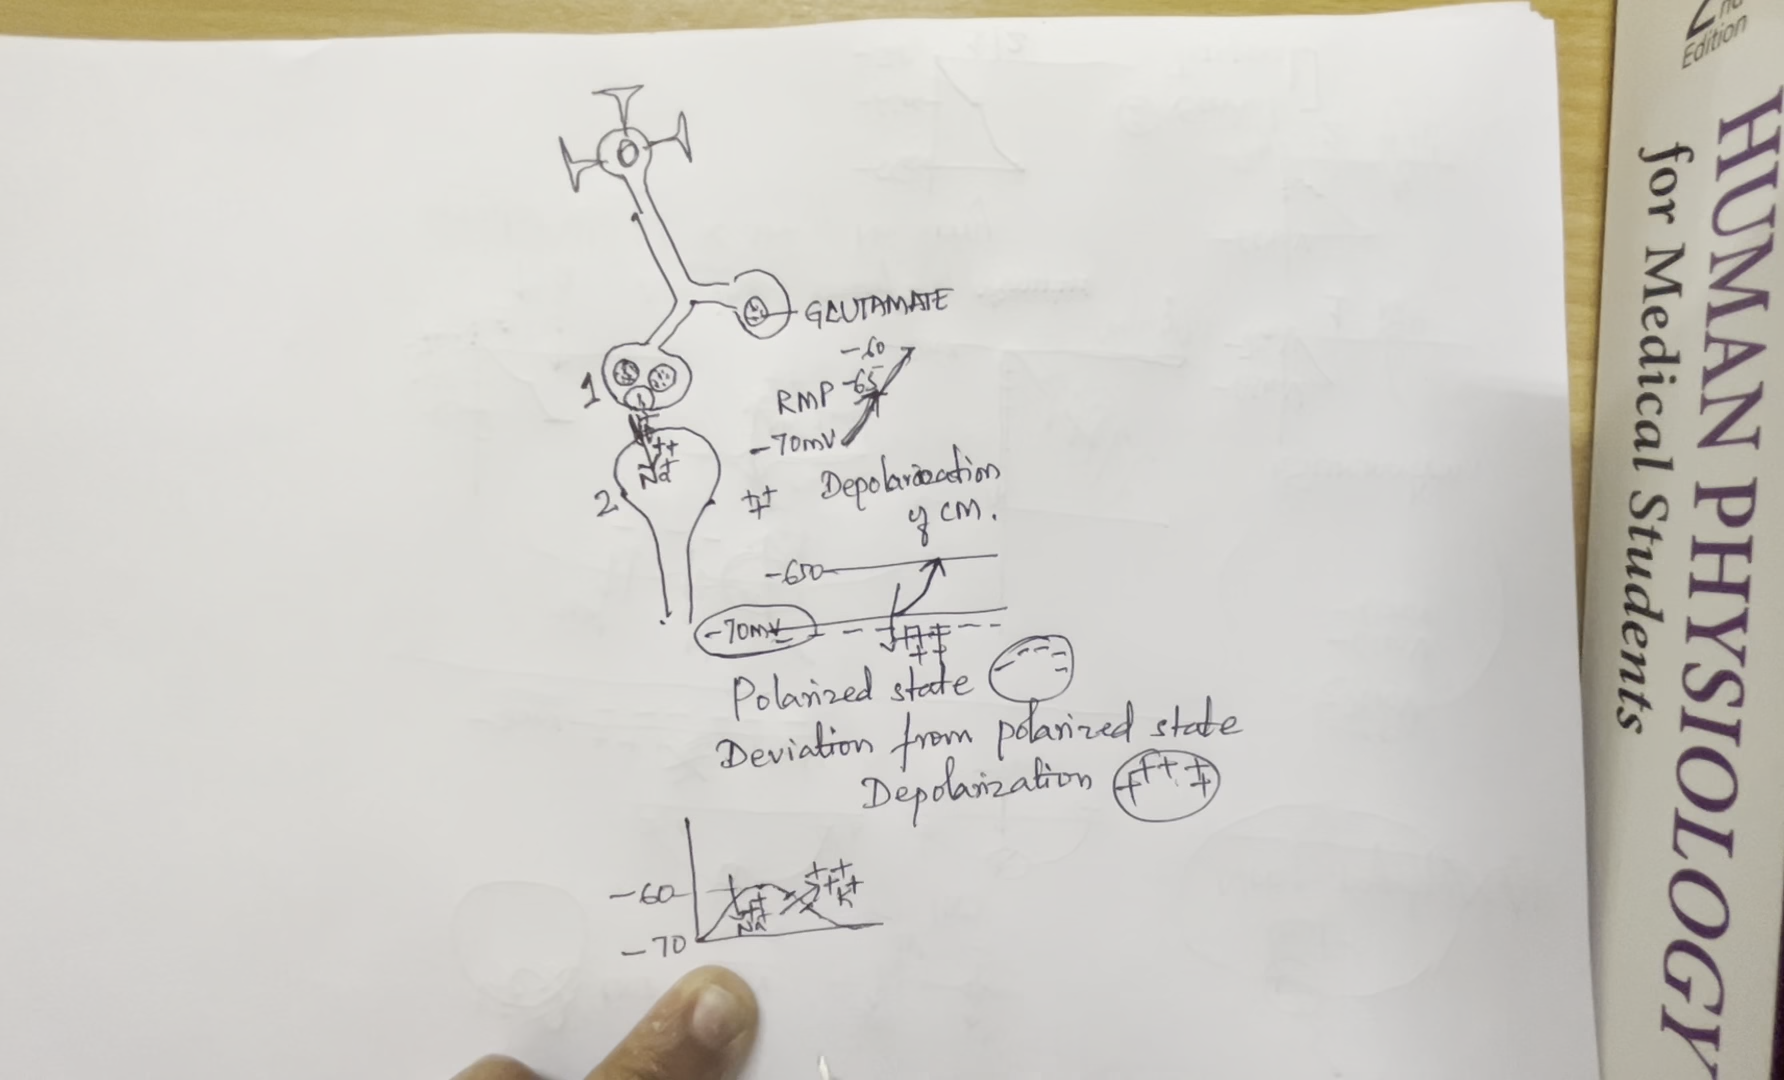 GLUTAMATE
-60
RMP -65
-70mV
1
++
Na+
2
++
+
Depolarization
of CM.
-650
-70mV
Polarized state
Deviation from polarized state
Depolarization +++++
-60
Na+
++++
K+
-70
2nd
Edition
HUMAN PHYSIOLOGY
for Medical Students